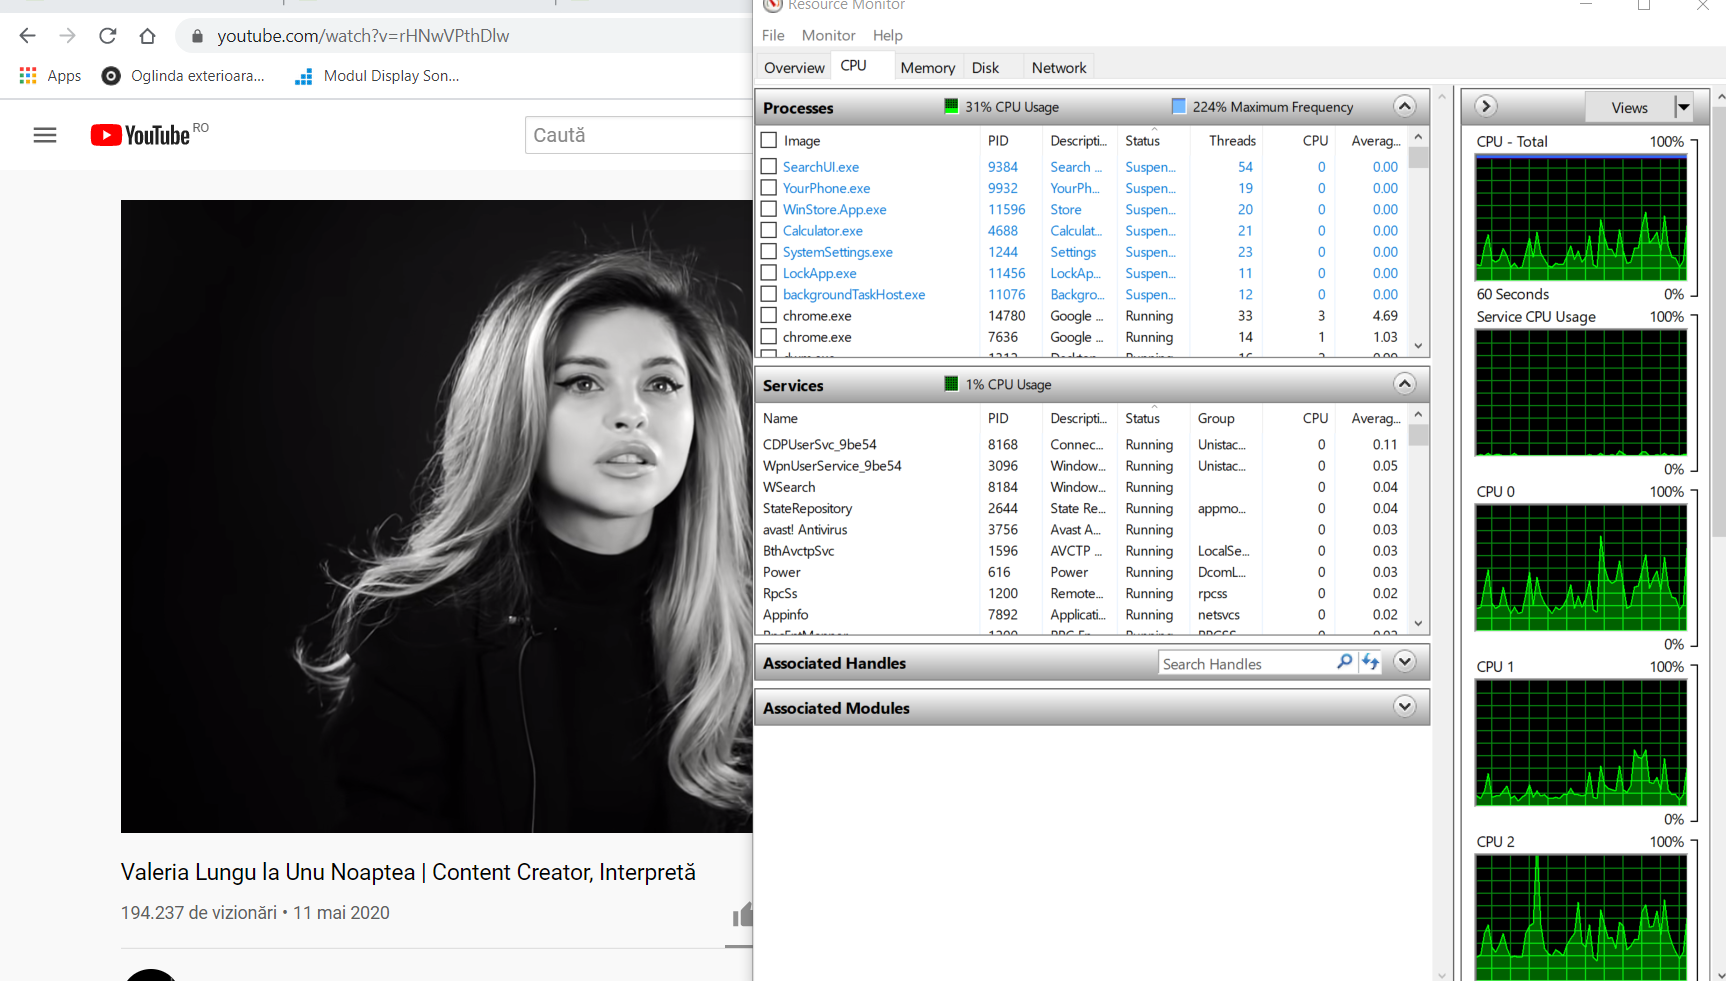 youtube.com/watch?v=rHNwVPthDlw
Apps
Oglinda exterioara...
Modul Display Son...
YouTube RO
Caută
Valeria Lungu la Unu Noaptea | Content Creator, Interpretă
194.237 de vizionări • 11 mai 2020
Resource Monitor
File Monitor Help
Overview CPU Memory Disk Network
Processes 31% CPU Usage 224% Maximum Frequency
Image PID Descripti... Status Threads CPU Averag...
SearchUI.exe 9384 Search ... Suspen... 54 0 0.00
YourPhone.exe 9932 YourPh... Suspen... 19 0 0.00
WinStore.App.exe 11596 Store Suspen... 20 0 0.00
Calculator.exe 4688 Calculat... Suspen... 21 0 0.00
SystemSettings.exe 1244 Settings Suspen... 23 0 0.00
LockApp.exe 11456 LockAp... Suspen... 11 0 0.00
backgroundTaskHost.exe 11076 Backgro... Suspen... 12 0 0.00
chrome.exe 14780 Google ... Running 33 3 4.69
chrome.exe 7636 Google ... Running 14 1 1.03
Services 1% CPU Usage
Name PID Descripti... Status Group CPU Averag...
CDPUserSvc_9be54 8168 Connec... Running Unistac... 0 0.11
WpnUserService_9be54 3096 Window... Running Unistac... 0 0.05
WSearch 8184 Window... Running 0 0.04
StateRepository 2644 State Re... Running appmo... 0 0.04
avast! Antivirus 3756 Avast A... Running 0 0.03
BthAvctpSvc 1596 AVCTP ... Running LocalSe... 0 0.03
Power 616 Power Running DcomL... 0 0.03
RpcSs 1200 Remote... Running rpcss 0 0.02
Appinfo 7892 Applicati... Running netsvcs 0 0.02
Associated Handles Search Handles
Associated Modules
Views
CPU - Total 100%
60 Seconds 0%
Service CPU Usage 100%
0%
CPU 0 100%
0%
CPU 1 100%
0%
CPU 2 100%